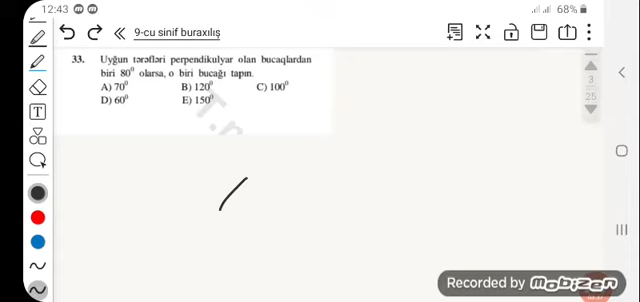 12:43
68%
9-cu sinif buraxılış
33. Uyğun tərəfləri perpendikulyar olan bucaqlardan
biri 80⁰ olarsa, o biri bucağı tapın.
A) 70⁰ B) 120⁰ C) 100⁰
D) 60⁰ E) 150⁰
3
25
T
Recorded by Mobizen